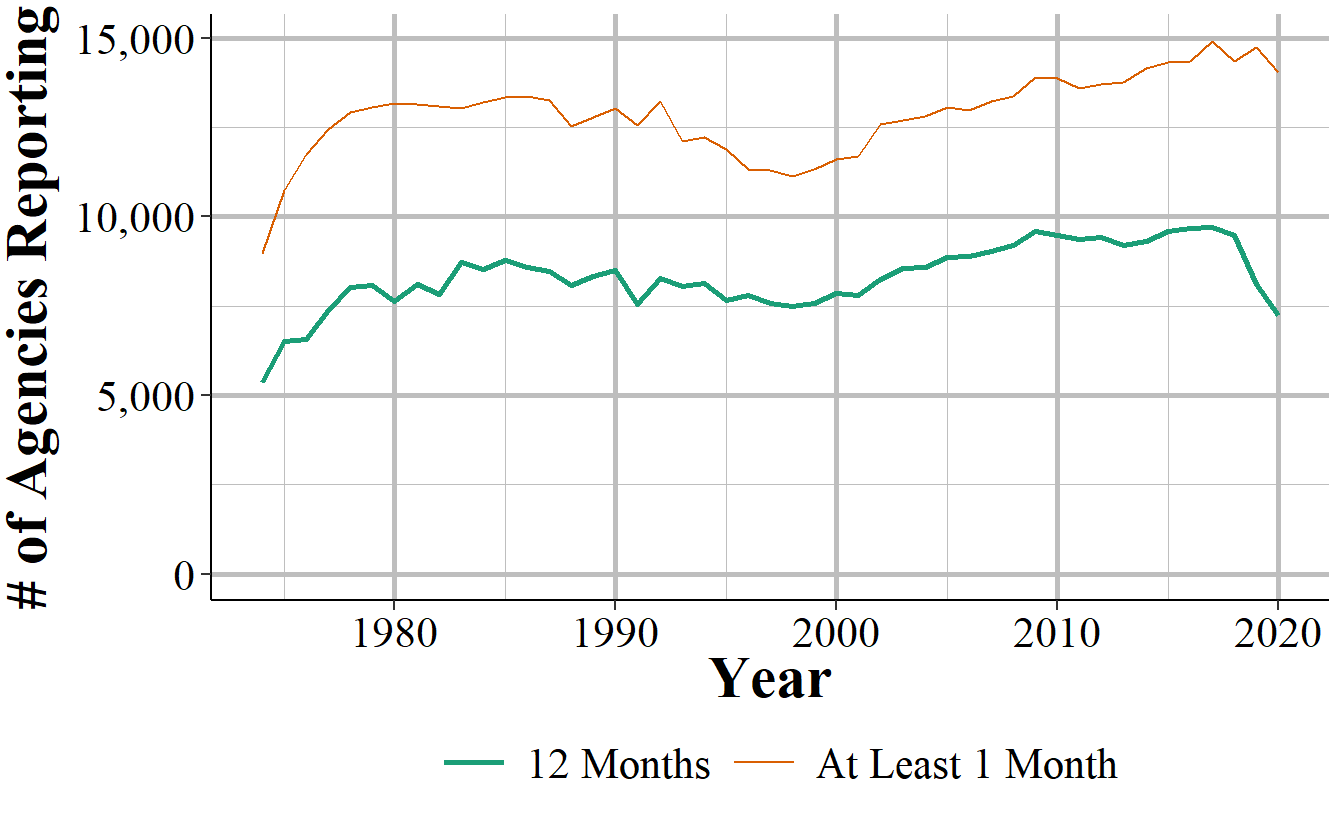 # of Agencies Reporting
15,000
10,000
5,000
0
1980 1990 2000 2010 2020
Year
12 Months At Least 1 Month